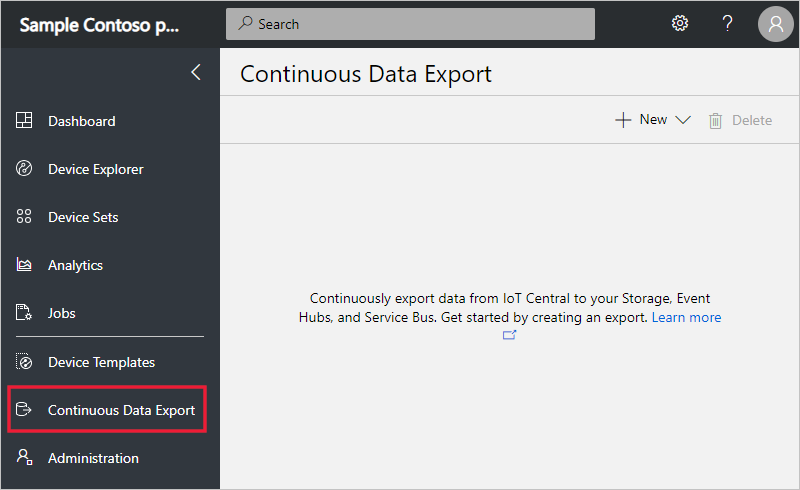 Sample Contoso p...
Search
?
Continuous Data Export
New
Delete
Dashboard
Device Explorer
Device Sets
Analytics
Jobs
Device Templates
Continuous Data Export
Administration
Continuously export data from IoT Central to your Storage, Event
Hubs, and Service Bus. Get started by creating an export. Learn more